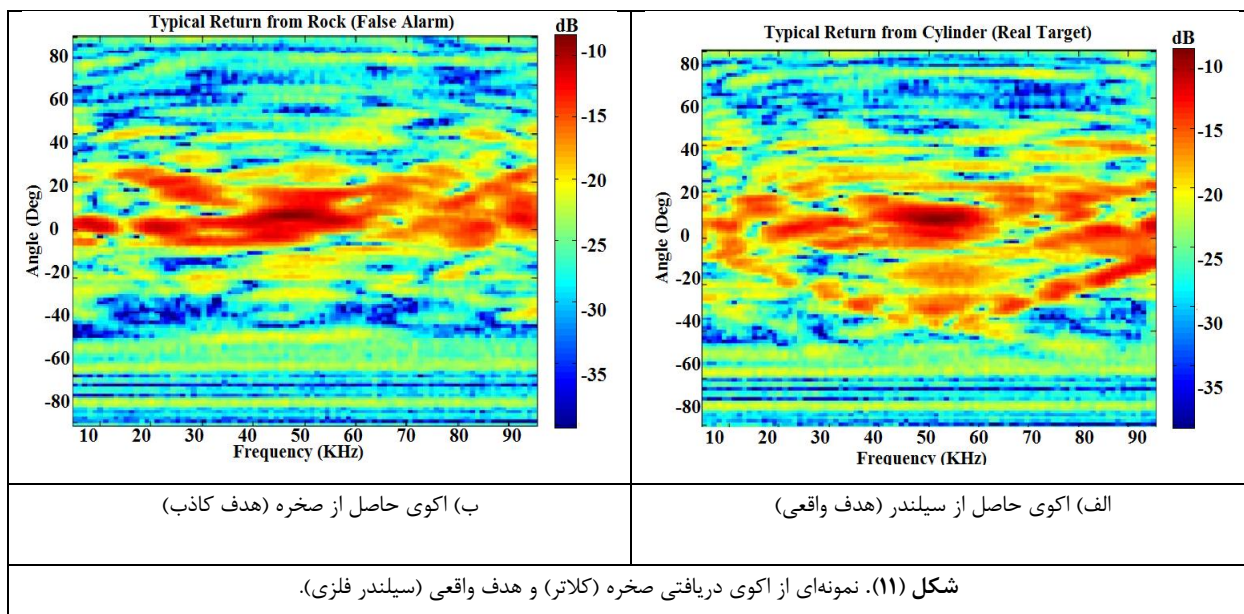 Typical Return from Rock (False Alarm)
dB
80
60
40
20
0
-20
-40
-60
-80
Angle (Deg)
10 20 30 40 50 60 70 80 90
Frequency (KHz)
-10
-15
-20
-25
-30
-35
Typical Return from Cylinder (Real Target)
dB
80
60
40
20
0
-20
-40
-60
-80
Angle (Deg)
10 20 30 40 50 60 70 80 90
Frequency (KHz)
-10
-15
-20
-25
-30
-35
الف) اکوی حاصل از سیلندر (هدف واقعی)
ب) اکوی حاصل از صخره (هدف کاذب)
شکل (۱۱). نمونه‌ای از اکوی دریافتی صخره (کلاتر) و هدف واقعی (سیلندر فلزی).